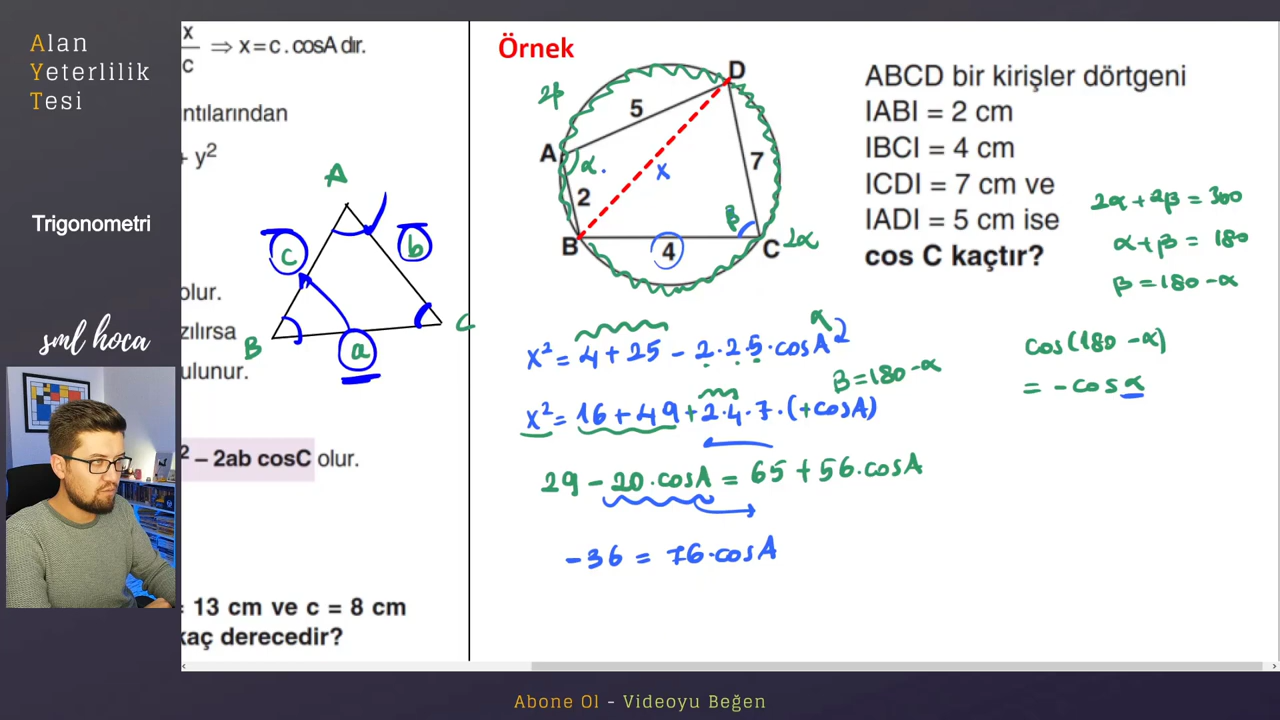 Alan
Yeterlilik
Tesi
Trigonometri
sml hoca
x
c
⇒ x = c . cosA dır.
ntılarından
+ y²
olur.
zılırsa
ulunur.
² – 2ab cosC olur.
= 13 cm ve c = 8 cm
kaç derecedir?
A
c
b
B
a
C
Örnek
2β
D
5
A
α
x
7
2
β
B
4
C
2α
ABCD bir kirişler dörtgeni
IABI = 2 cm
IBCI = 4 cm
ICDI = 7 cm ve
IADI = 5 cm ise
cos C kaçtır?
2α + 2β = 360
α + β = 180
β = 180 - α
cos(180 - α)
= - cos α
α
x² = 4 + 25 - 2 . 2 . 5 . cosA
β = 180 - α
x² = 16 + 49 + 2 . 4 . 7 . (+cosA)
29 - 20 . cosA = 65 + 56 . cosA
-36 = 76 . cosA
Abone Ol - Videoyu Beğen